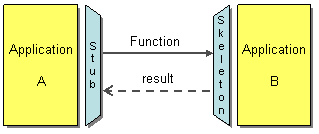 Application
A
Stub
Function
result
Skeleton
Application
B